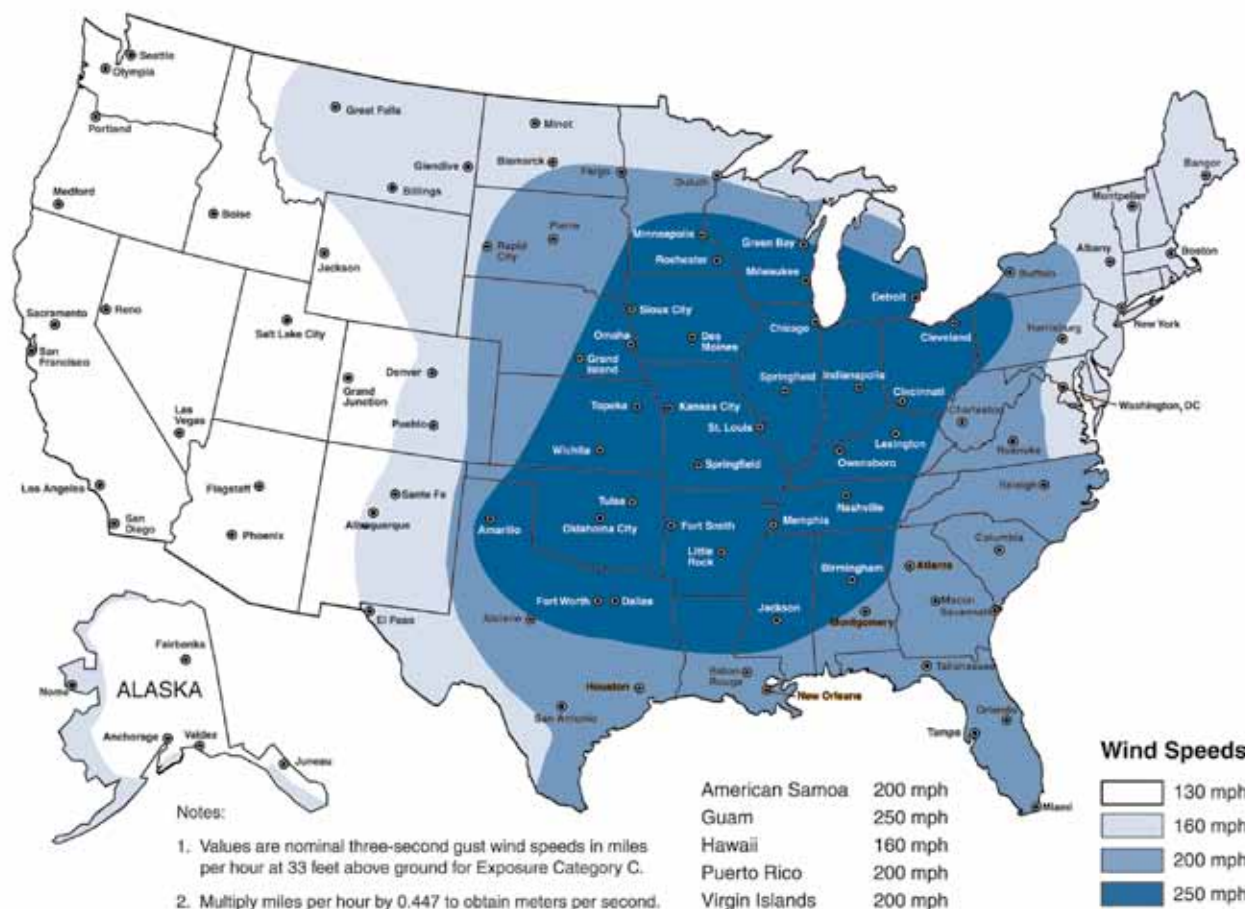 Seattle
Olympia
Portland
Medford
Boise
Great Falls
Glendive
Billings
Minot
Bismarck
Fargo
Duluth
Bangor
Montpelier
Albany
Boston
Jackson
Rapid
City
Pierre
Minneapolis
Rochester
Green Bay
Milwaukee
Detroit
Buffalo
New York
Sacramento
San
Francisco
Reno
Salt Lake City
Sioux City
Omaha
Grand
Island
Des
Moines
Chicago
Cleveland
Harrisburg
Washington, DC
Denver
Grand
Junction
Pueblo
Las
Vegas
Topeka
Kansas City
Springfield
Indianapolis
Cincinnati
Charleston
St. Louis
Lexington
Roanoke
Wichita
Springfield
Owensboro
Los Angeles
San
Diego
Flagstaff
Phoenix
Sante Fe
Albuquerque
Amarillo
Tulsa
Oklahoma City
Fort Smith
Little
Rock
Memphis
Nashville
Raleigh
Columbia
Birmingham
Atlanta
El Paso
Abilene
Fort Worth
Dallas
Jackson
Montgomery
Macon
Savannah
Houston
San Antonio
Baton
Rouge
New Orleans
Tallahassee
Orlando
Tampa
Miami
Fairbanks
Nome
ALASKA
Anchorage
Valdez
Juneau
Notes:
1. Values are nominal three-second gust wind speeds in miles
per hour at 33 feet above ground for Exposure Category C.
2. Multiply miles per hour by 0.447 to obtain meters per second.
American Samoa 200 mph
Guam 250 mph
Hawaii 160 mph
Puerto Rico 200 mph
Virgin Islands 200 mph
Wind Speeds
130 mph
160 mph
200 mph
250 mph